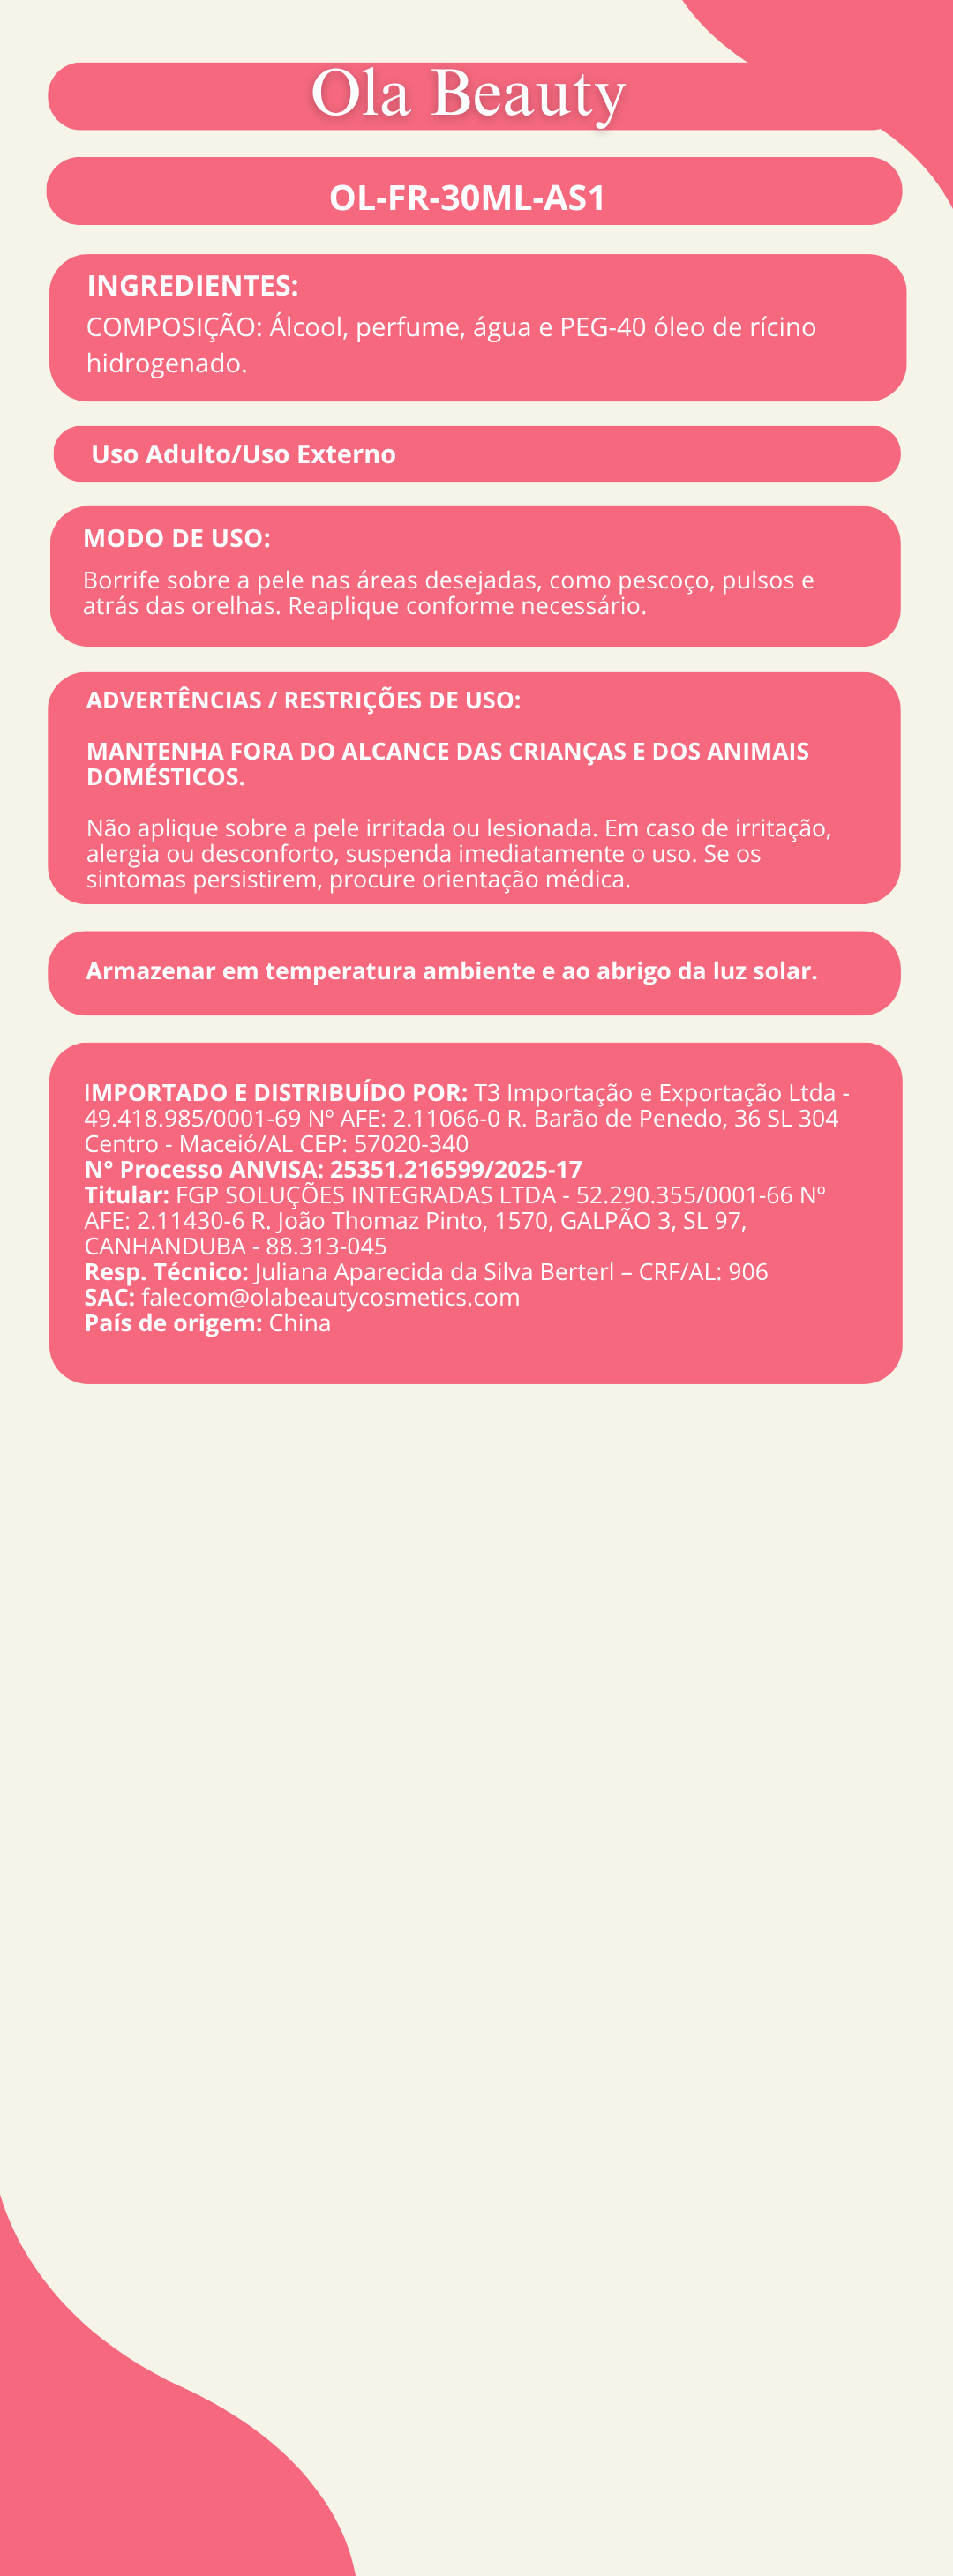 Ola Beauty
OL-FR-30ML-AS1
INGREDIENTES:
COMPOSIÇÃO: Álcool, perfume, água e PEG-40 óleo de rícino
hidrogenado.
Uso Adulto/Uso Externo
MODO DE USO:
Borrife sobre a pele nas áreas desejadas, como pescoço, pulsos e
atrás das orelhas. Reaplique conforme necessário.
ADVERTÊNCIAS / RESTRIÇÕES DE USO:
MANTENHA FORA DO ALCANCE DAS CRIANÇAS E DOS ANIMAIS
DOMÉSTICOS.
Não aplique sobre a pele irritada ou lesionada. Em caso de irritação,
alergia ou desconforto, suspenda imediatamente o uso. Se os
sintomas persistirem, procure orientação médica.
Armazenar em temperatura ambiente e ao abrigo da luz solar.
IMPORTADO E DISTRIBUÍDO POR: T3 Importação e Exportação Ltda -
49.418.985/0001-69 Nº AFE: 2.11066-0 R. Barão de Penedo, 36 SL 304
Centro - Maceió/AL CEP: 57020-340
N° Processo ANVISA: 25351.216599/2025-17
Titular: FGP SOLUÇÕES INTEGRADAS LTDA - 52.290.355/0001-66 Nº
AFE: 2.11430-6 R. João Thomaz Pinto, 1570, GALPÃO 3, SL 97,
CANHANDUBA - 88.313-045
Resp. Técnico: Juliana Aparecida da Silva Berterl – CRF/AL: 906
SAC: falecom@olabeautycosmetics.com
País de origem: China